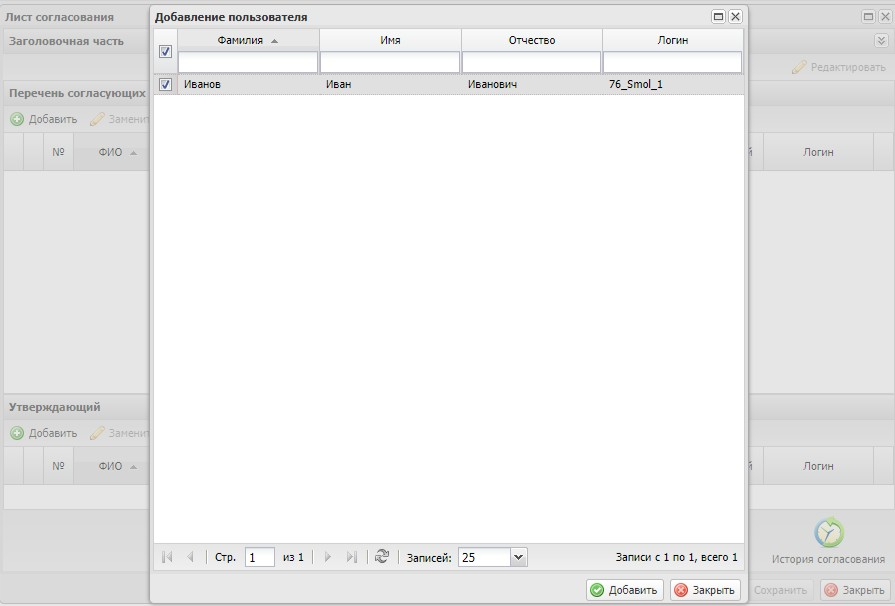 Лист согласования
Добавление пользователя
Заголовочная часть
Фамилия Имя Отчество Логин
Редактировать
Иванов Иван Иванович 76_Smol_1
Перечень согласующих
Добавить
№ ФИО Логин
Утверждающий
Добавить
№ ФИО Логин
Стр. 1 из 1 Записей: 25 Записи с 1 по 1, всего 1
История согласования
Добавить Закрыть
Сохранить Закрыть